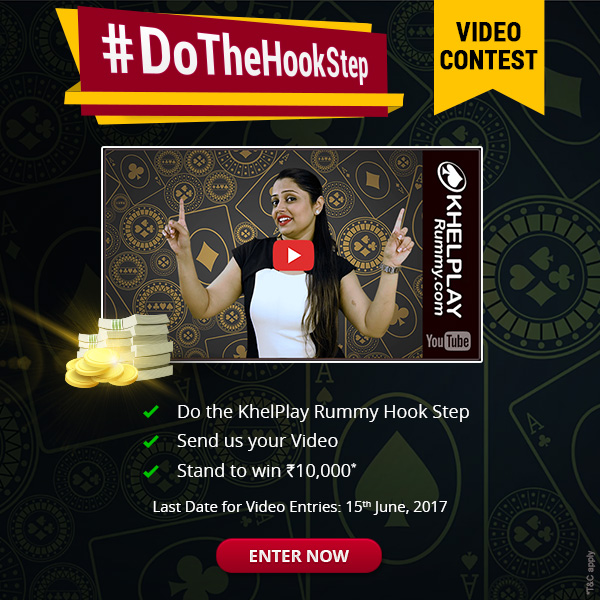 #DoTheHookStep
VIDEO
CONTEST
KHELPLAY
Rummy.com
YouTube
Do the KhelPlay Rummy Hook Step
Send us your Video
Stand to win ₹10,000*
Last Date for Video Entries: 15th June, 2017
ENTER NOW
*T&C apply